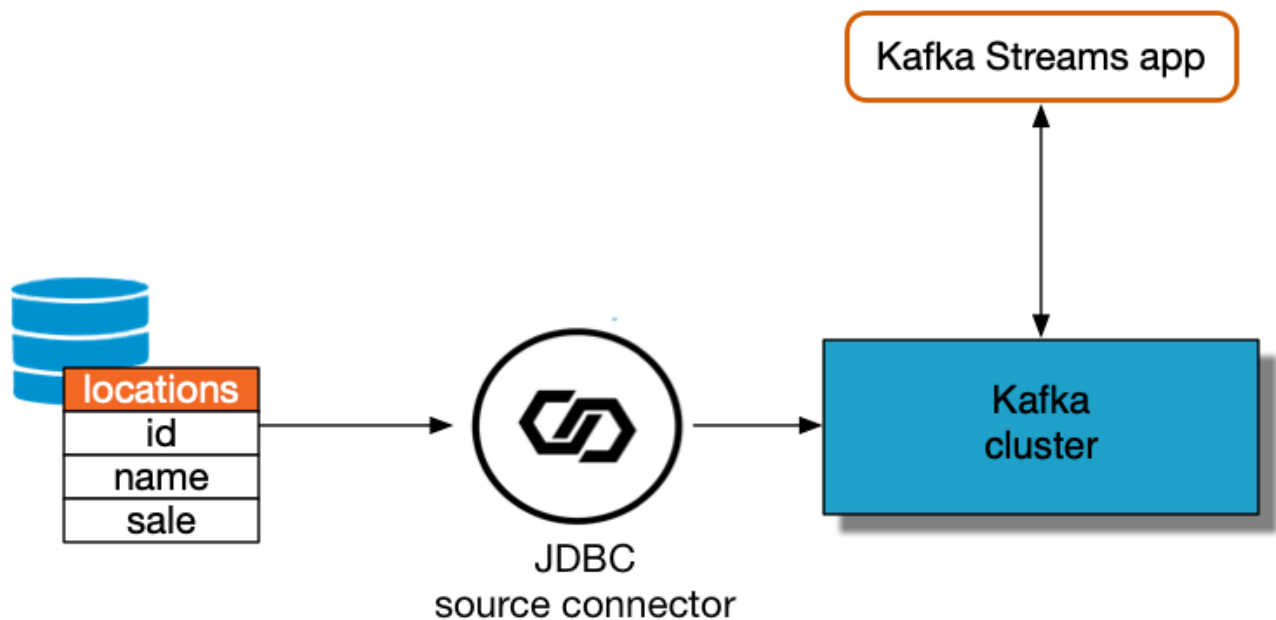 Kafka Streams app
locations
id
name
sale
Kafka
cluster
JDBC
source connector